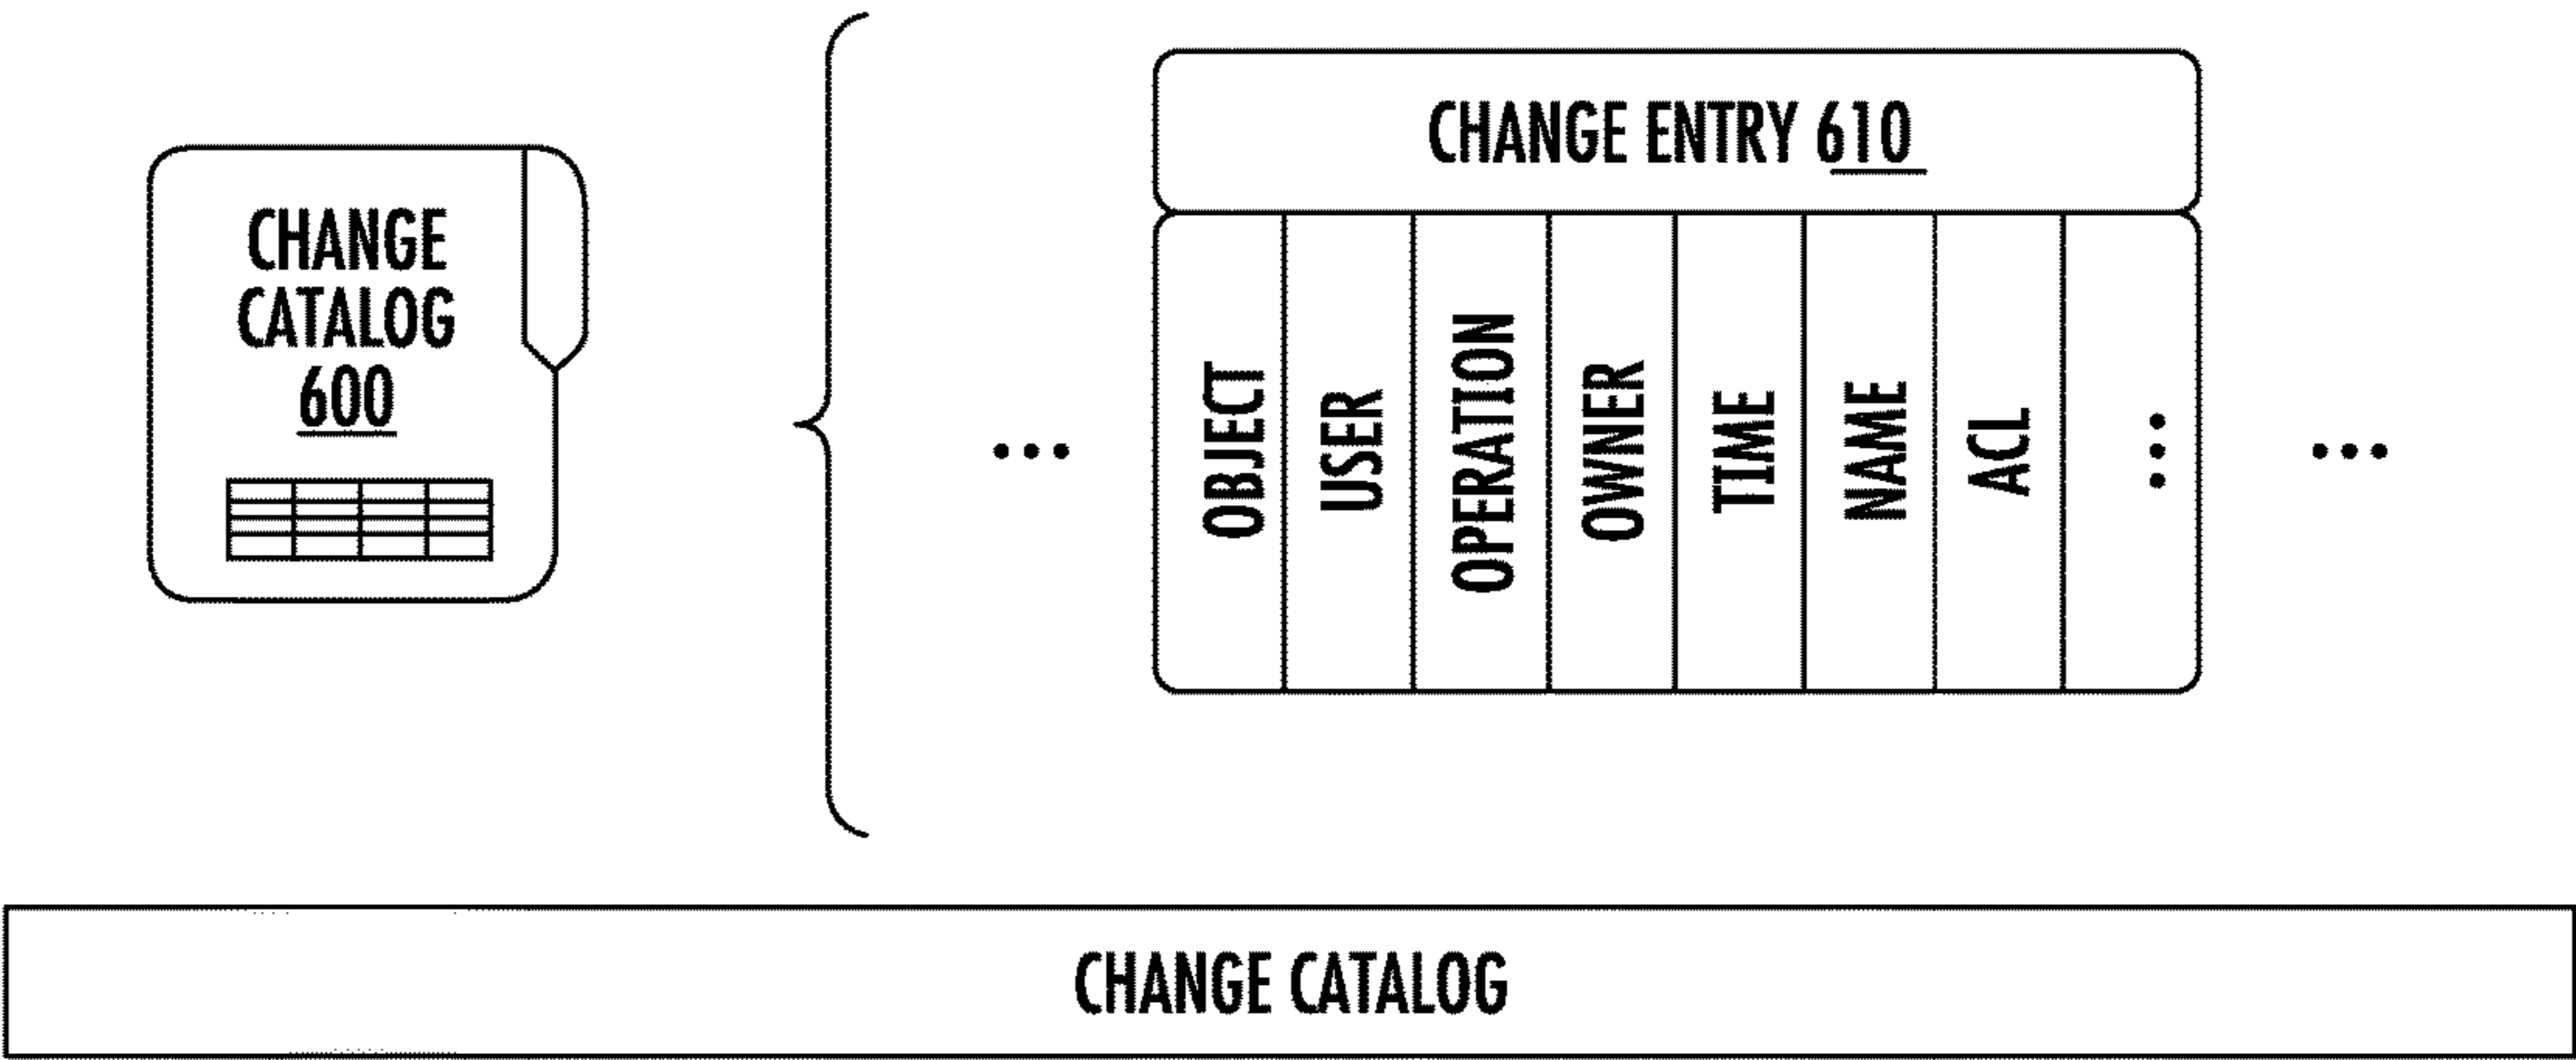 CHANGE
CATALOG
600
CHANGE ENTRY 610
OBJECT
USER
OPERATION
OWNER
TIME
NAME
ACL
...
...
...
CHANGE CATALOG